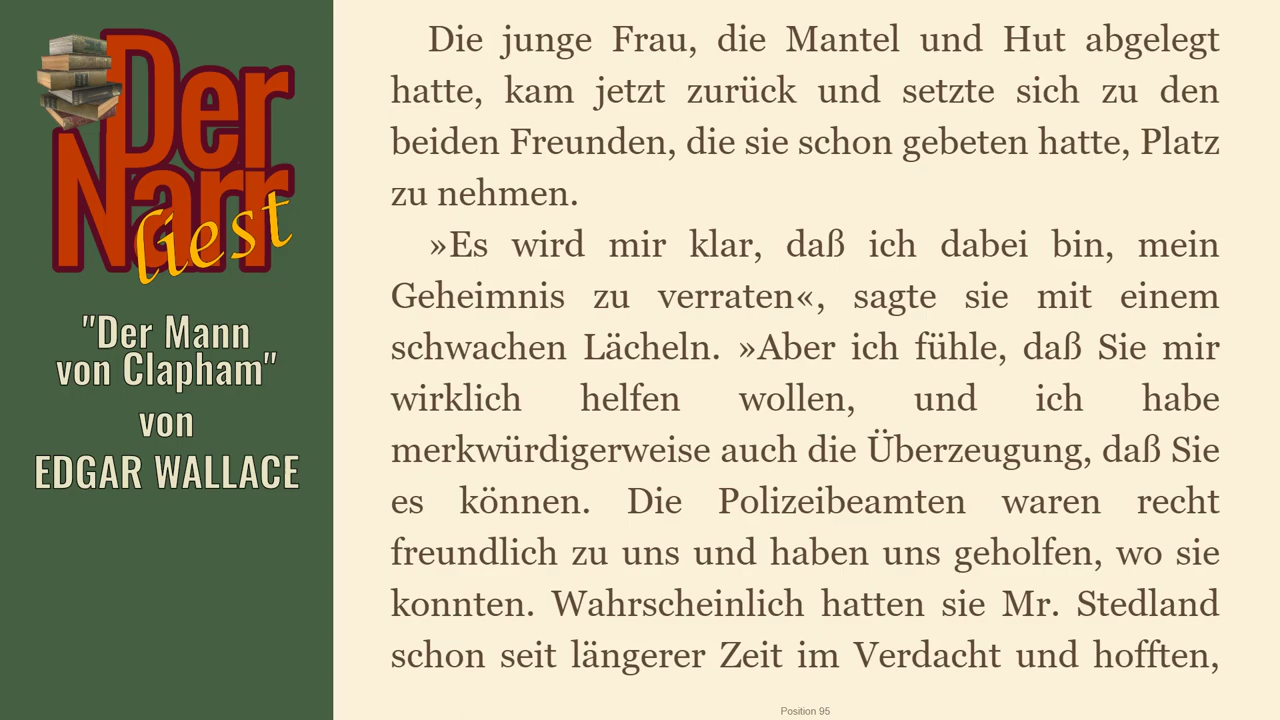 Der
Narr
liest
"Der Mann
von Clapham"
von
EDGAR WALLACE
Die junge Frau, die Mantel und Hut abgelegt
hatte, kam jetzt zurück und setzte sich zu den
beiden Freunden, die sie schon gebeten hatte, Platz
zu nehmen.
»Es wird mir klar, daß ich dabei bin, mein
Geheimnis zu verraten«, sagte sie mit einem
schwachen Lächeln. »Aber ich fühle, daß Sie mir
wirklich helfen wollen, und ich habe
merkwürdigerweise auch die Überzeugung, daß Sie
es können. Die Polizeibeamten waren recht
freundlich zu uns und haben uns geholfen, wo sie
konnten. Wahrscheinlich hatten sie Mr. Stedland
schon seit längerer Zeit im Verdacht und hofften,
Position 95